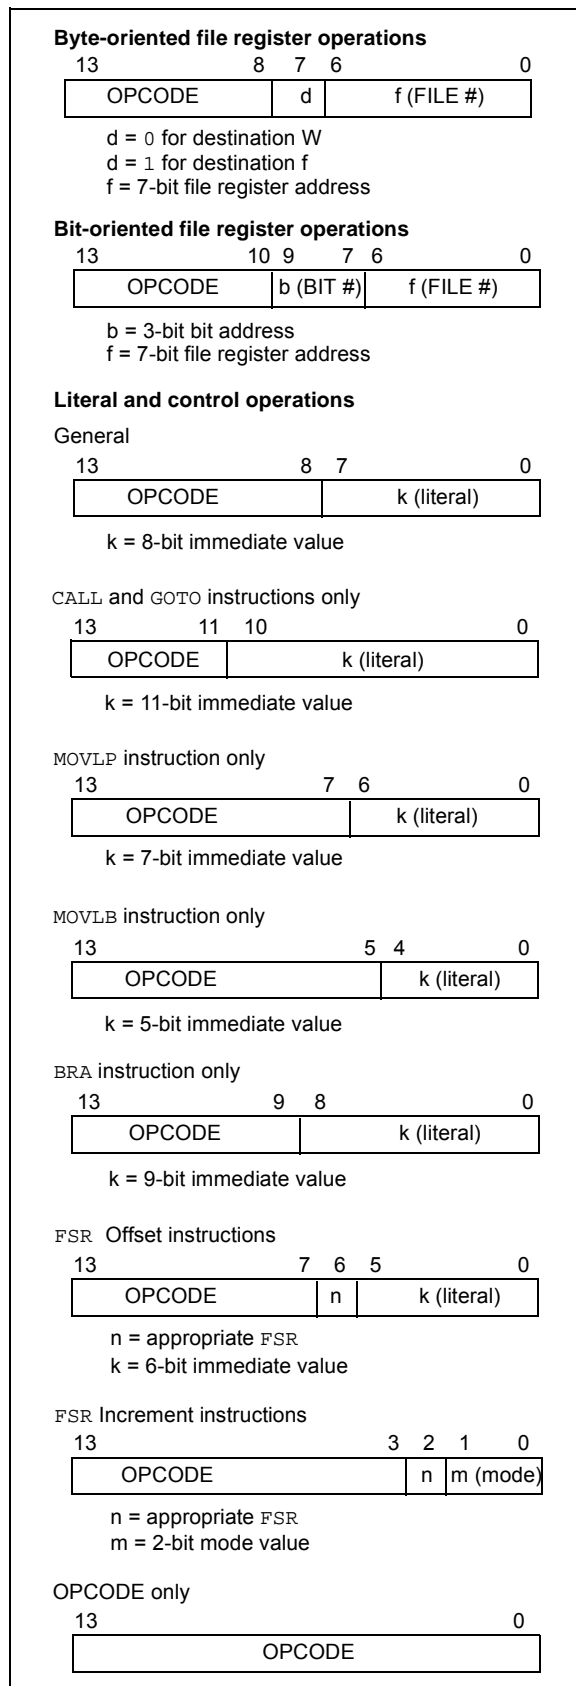 Byte-oriented file register operations
13 8 7 6 0
OPCODE d f (FILE #)
d = 0 for destination W
d = 1 for destination f
f = 7-bit file register address
Bit-oriented file register operations
13 10 9 7 6 0
OPCODE b (BIT #) f (FILE #)
b = 3-bit bit address
f = 7-bit file register address
Literal and control operations
General
13 8 7 0
OPCODE k (literal)
k = 8-bit immediate value
CALL and GOTO instructions only
13 11 10 0
OPCODE k (literal)
k = 11-bit immediate value
MOVLP instruction only
13 7 6 0
OPCODE k (literal)
k = 7-bit immediate value
MOVLB instruction only
13 5 4 0
OPCODE k (literal)
k = 5-bit immediate value
BRA instruction only
13 9 8 0
OPCODE k (literal)
k = 9-bit immediate value
FSR Offset instructions
13 7 6 5 0
OPCODE n k (literal)
n = appropriate FSR
k = 6-bit immediate value
FSR Increment instructions
13 3 2 1 0
OPCODE n m (mode)
n = appropriate FSR
m = 2-bit mode value
OPCODE only
13 0
OPCODE